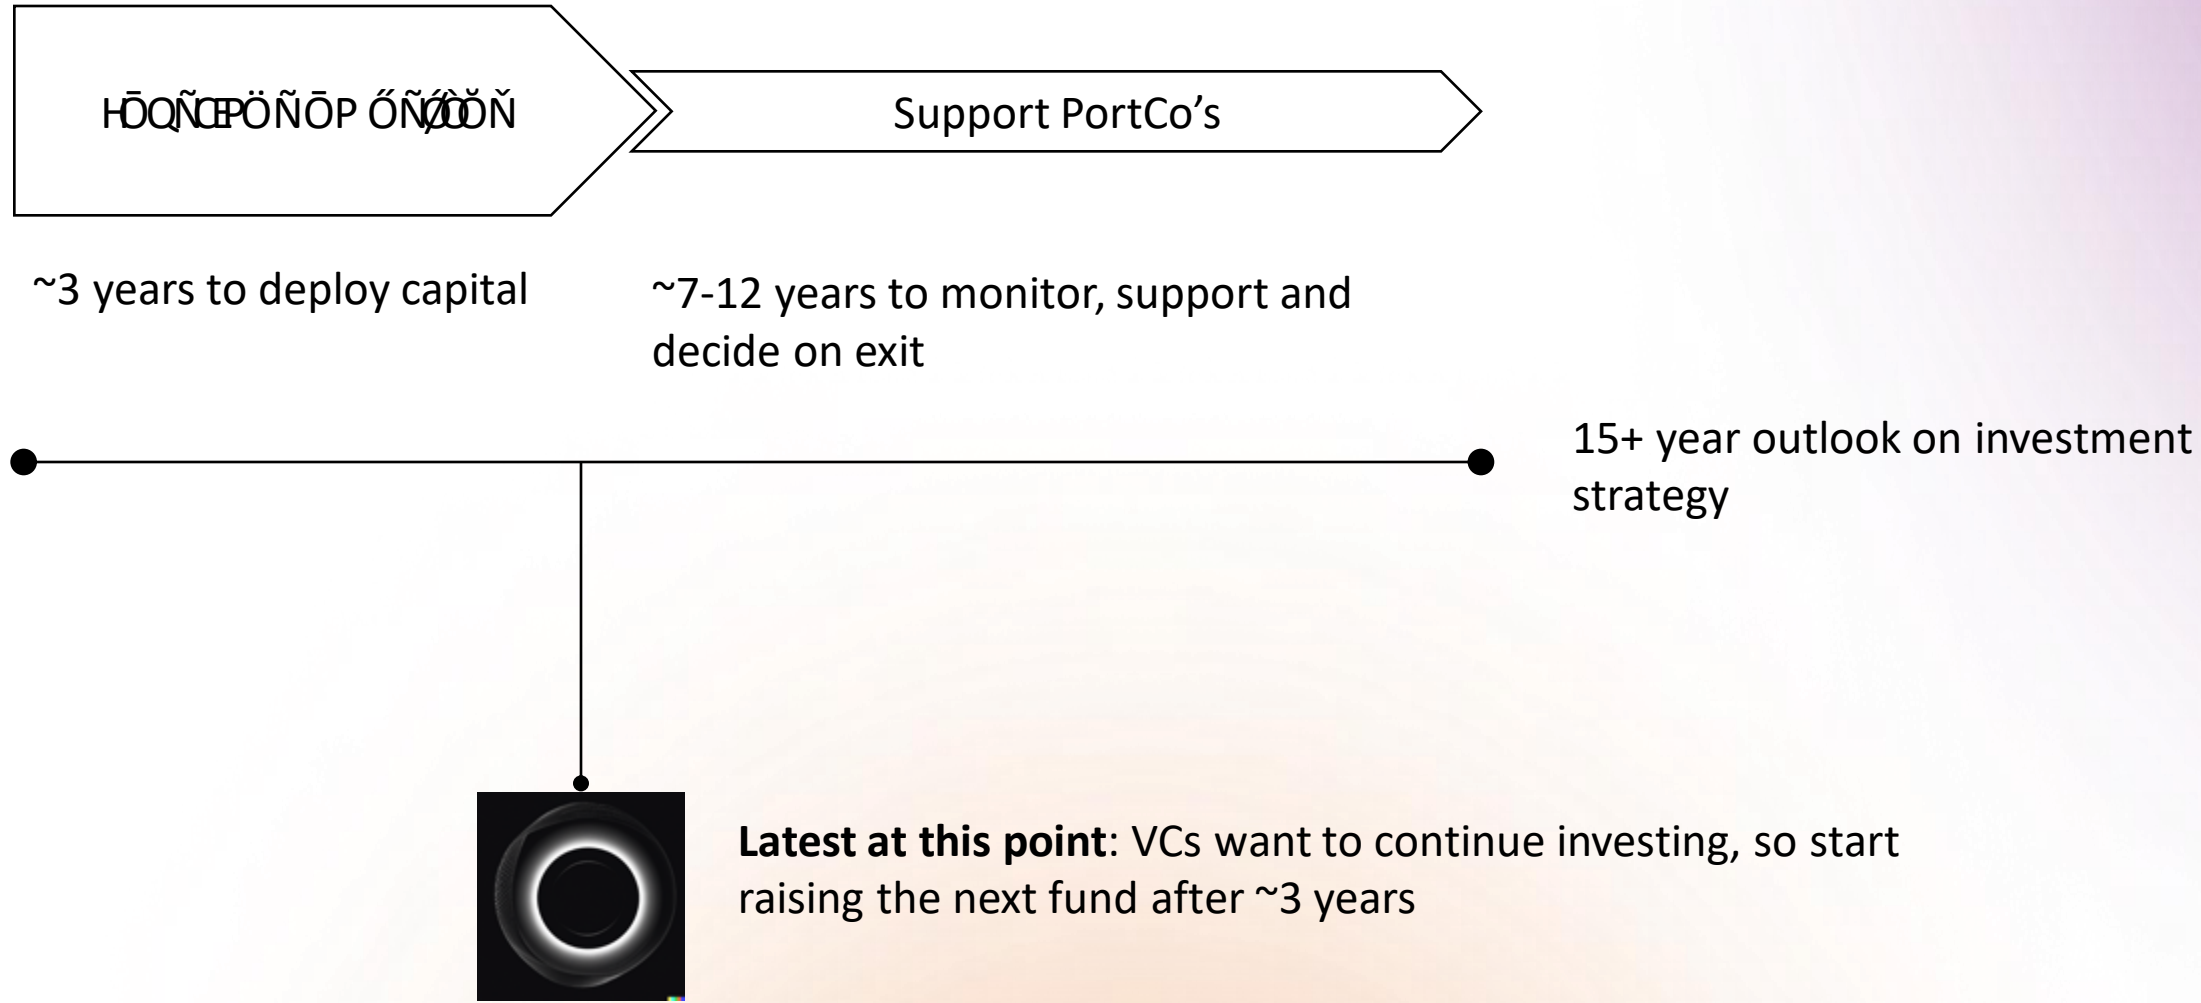 Support PortCo’s
~3 years to deploy capital
~7-12 years to monitor, support and
decide on exit
15+ year outlook on investment
strategy
Latest at this point: VCs want to continue investing, so start
raising the next fund after ~3 years